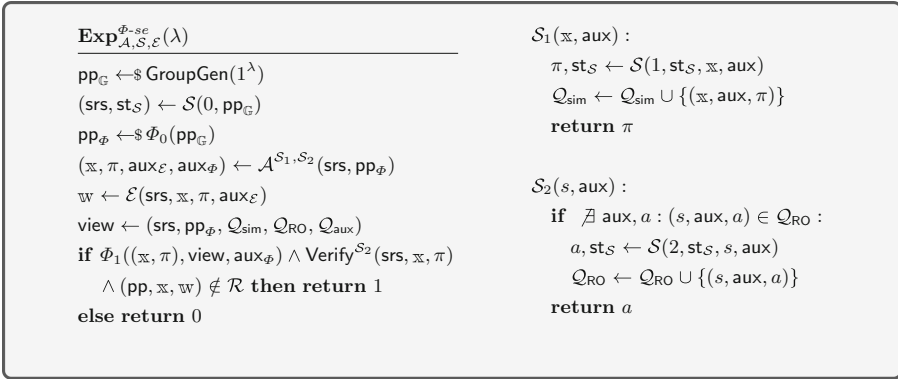 Exp^{Φ-se}_{𝒜,𝒮,ℰ}(λ)
pp_𝔾 ←$ GroupGen(1^λ)
(srs, st_𝒮) ← 𝒮(0, pp_𝔾)
pp_Φ ←$ Φ_0(pp_𝔾)
(𝕩, π, aux_ℰ, aux_Φ) ← 𝒜^{𝒮_1,𝒮_2}(srs, pp_Φ)
𝕨 ← ℰ(srs, 𝕩, π, aux_ℰ)
view ← (srs, pp_Φ, 𝒬_sim, 𝒬_RO, 𝒬_aux)
if Φ_1((𝕩, π), view, aux_Φ) ∧ Verify^{𝒮_2}(srs, 𝕩, π)
∧ (pp, 𝕩, 𝕨) ∉ ℛ then return 1
else return 0
𝒮_1(𝕩, aux) :
π, st_𝒮 ← 𝒮(1, st_𝒮, 𝕩, aux)
𝒬_sim ← 𝒬_sim ∪ {(𝕩, aux, π)}
return π
𝒮_2(s, aux) :
if ∄ aux, a : (s, aux, a) ∈ 𝒬_RO :
a, st_𝒮 ← 𝒮(2, st_𝒮, s, aux)
𝒬_RO ← 𝒬_RO ∪ {(s, aux, a)}
return a